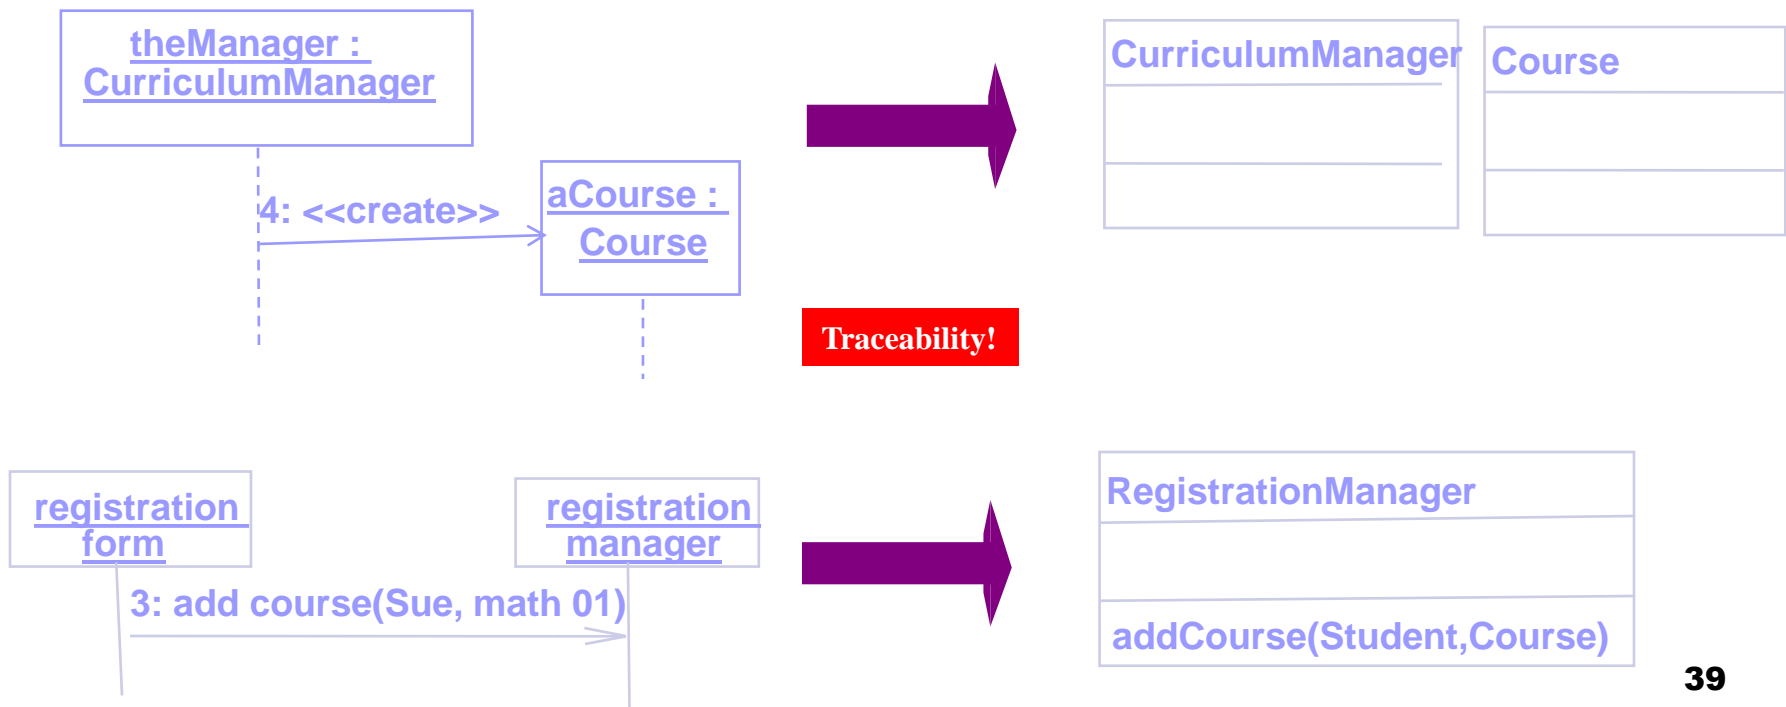 theManager :
CurriculumManager
CurriculumManager
Course
4: <<create>>
aCourse :
Course
Traceability!
registration
form
registration
manager
RegistrationManager
3: add course(Sue, math 01)
addCourse(Student,Course)
39